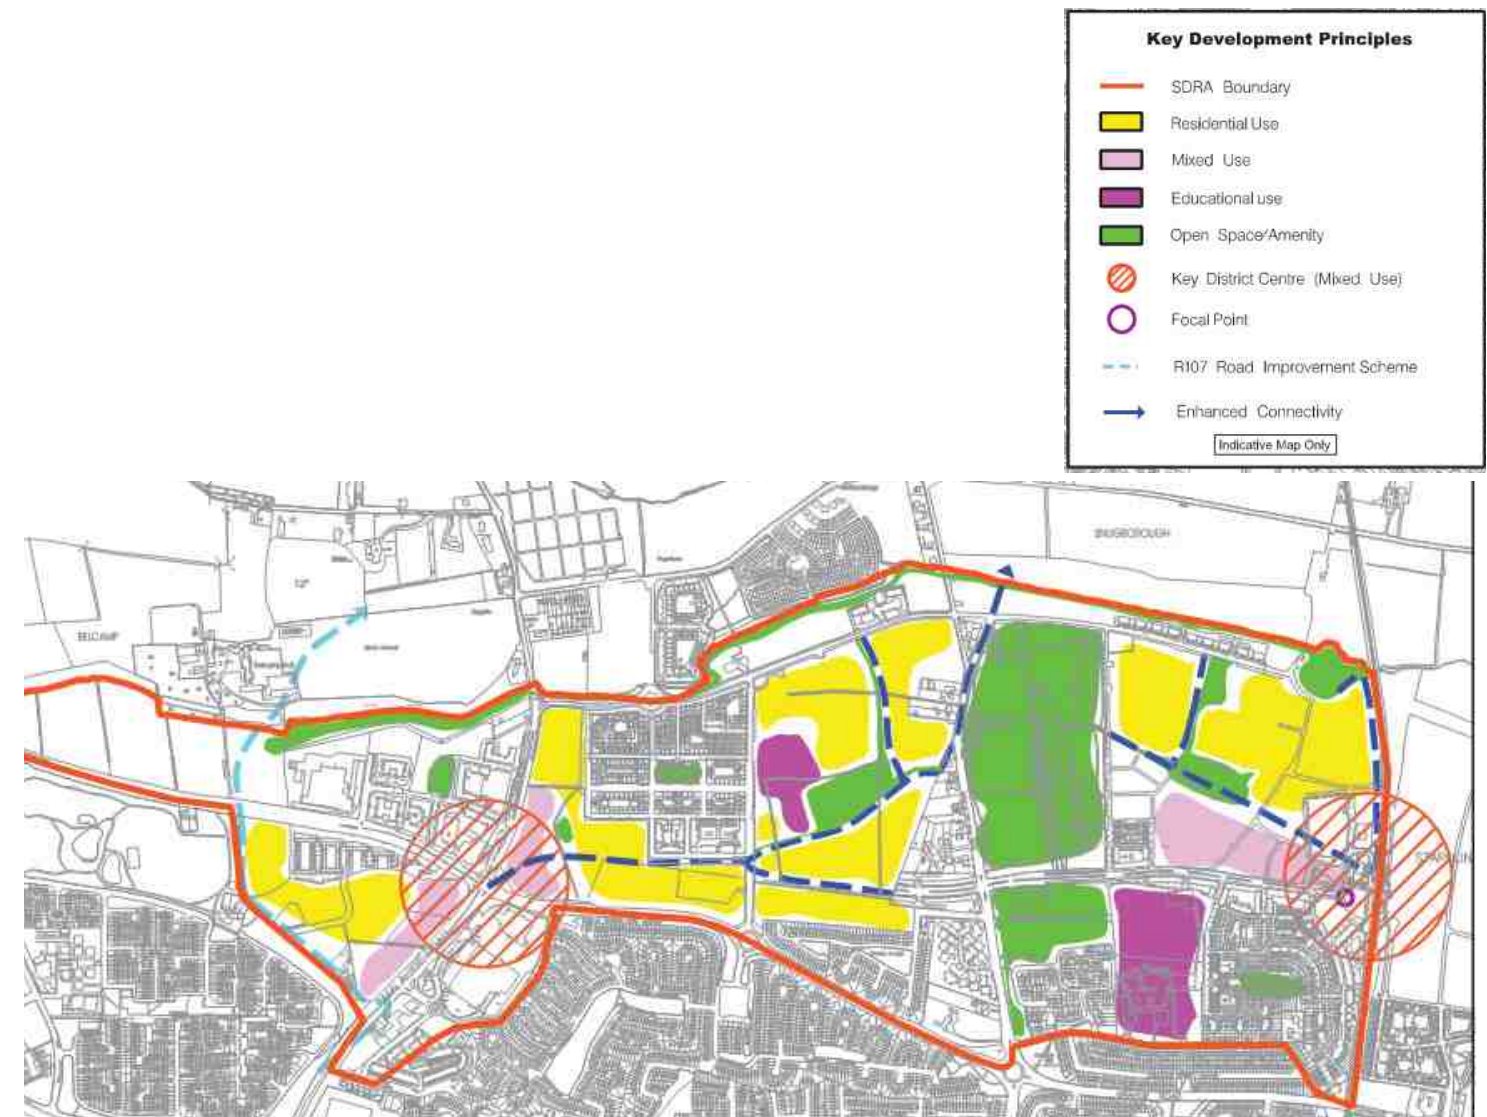 Key Development Principles
SDRA Boundary
Residential Use
Mixed Use
Educational use
Open Space/Amenity
Key District Centre (Mixed Use)
Focal Point
R107 Road Improvement Scheme
Enhanced Connectivity
Indicative Map Only
SNUGBOROUGH
BELCAMP